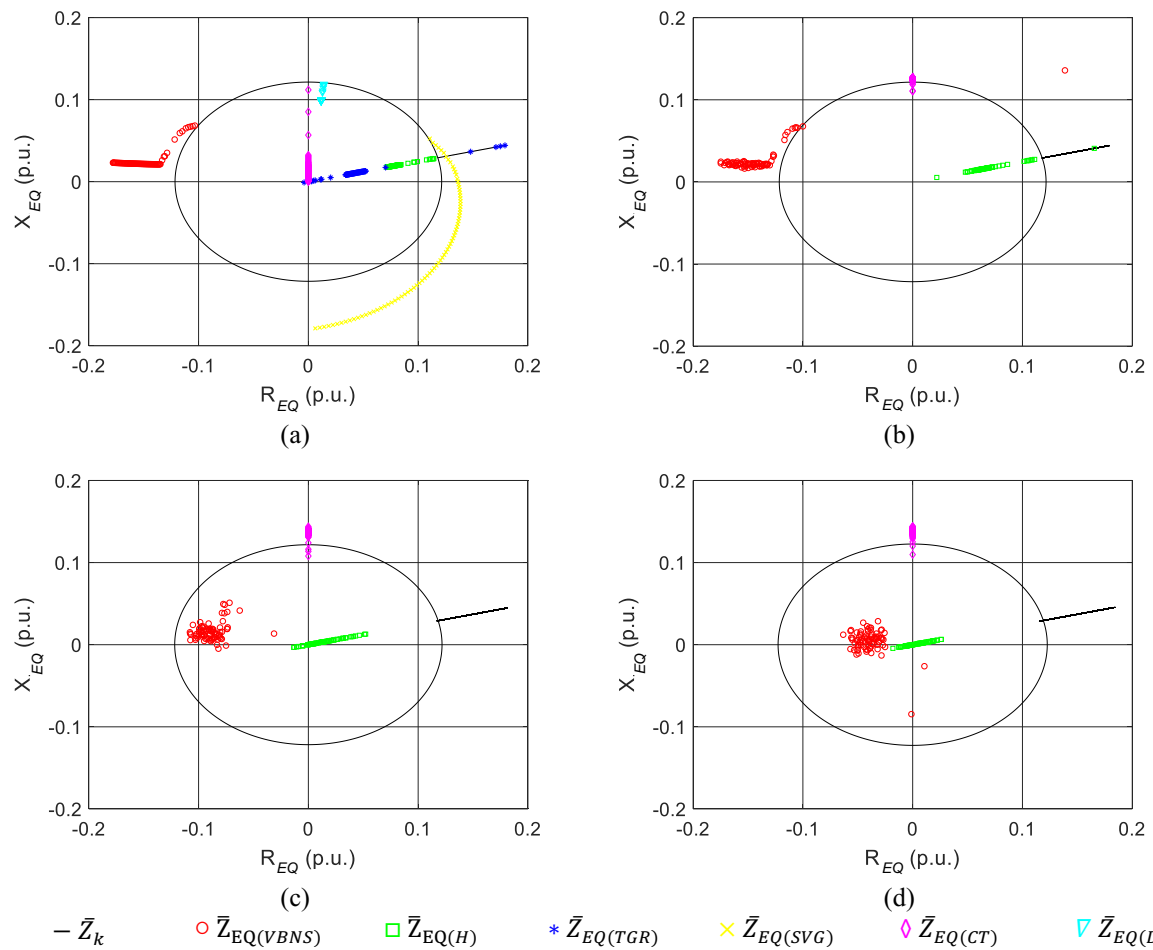 0.2 0.2
0.1 0.1
0 0
-0.1 -0.1
-0.2 -0.2
X_EQ (p.u.) X_EQ (p.u.)
-0.2 -0.1 0 0.1 0.2 -0.2 -0.1 0 0.1 0.2
R_EQ (p.u.) R_EQ (p.u.)
(a) (b)
0.2 0.2
0.1 0.1
0 0
-0.1 -0.1
-0.2 -0.2
X_EQ (p.u.) X_EQ (p.u.)
-0.2 -0.1 0 0.1 0.2 -0.2 -0.1 0 0.1 0.2
R_EQ (p.u.) R_EQ (p.u.)
(c) (d)
− Z̄_k Z̄_EQ(VBNS) Z̄_EQ(H) Z̄_EQ(TGR) Z̄_EQ(SVG) Z̄_EQ(CT)